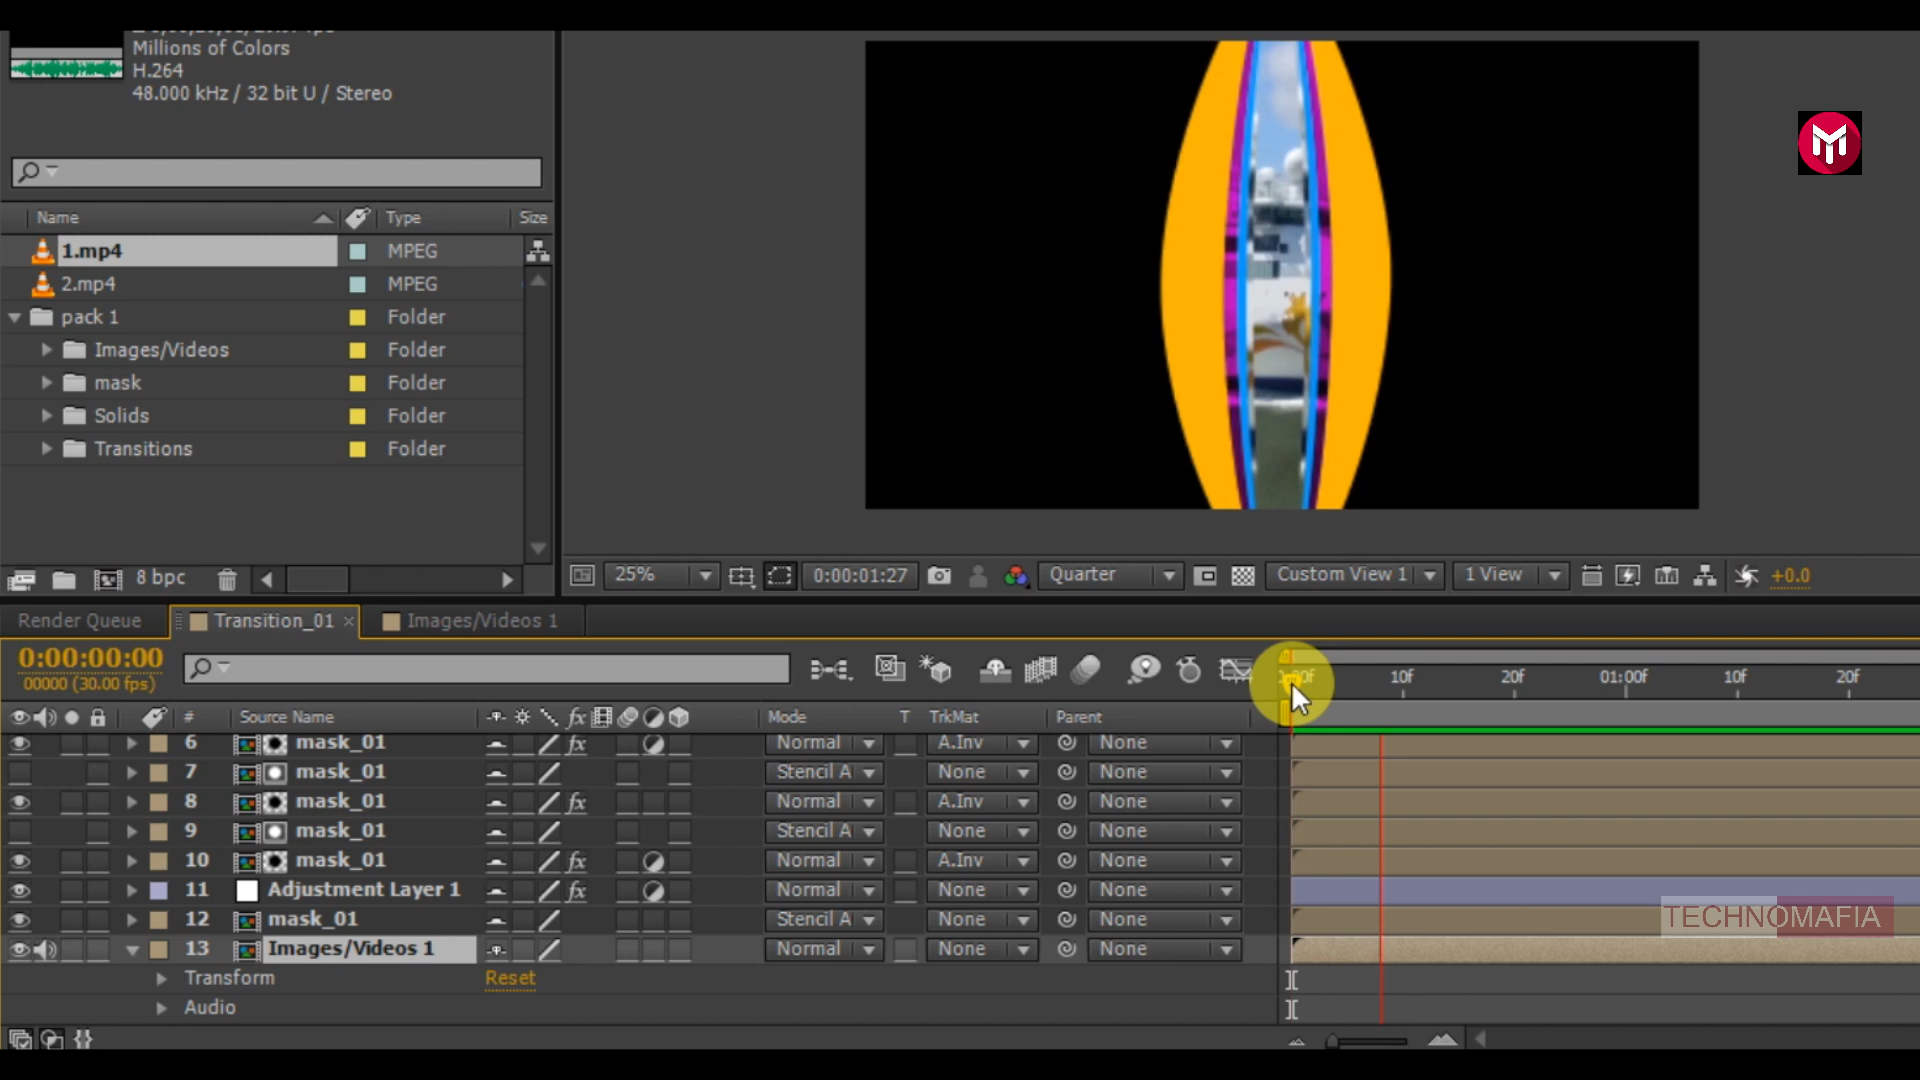 Millions of Colors
H.264
48.000 kHz / 32 bit U / Stereo
Name Type Size
1.mp4 MPEG
2.mp4 MPEG
pack 1 Folder
Images/Videos Folder
mask Folder
Solids Folder
Transitions Folder
8 bpc
25% 0:00:01:27 Quarter Custom View 1 1 View +0.0
Render Queue Transition_01 × Images/Videos 1
0:00:00:00
00000 (30.00 fps)
10f 20f 01:00f 10f 20f
# Source Name fx Mode T TrkMat Parent
6 mask_01 fx Normal A.Inv None
7 mask_01 Stencil A None None
8 mask_01 fx Normal A.Inv None
9 mask_01 Stencil A None None
10 mask_01 fx Normal A.Inv None
11 Adjustment Layer 1 fx Normal None None
12 mask_01 Stencil A None None
TECHNOMAFIA
13 Images/Videos 1 Normal None None
Transform Reset
Audio